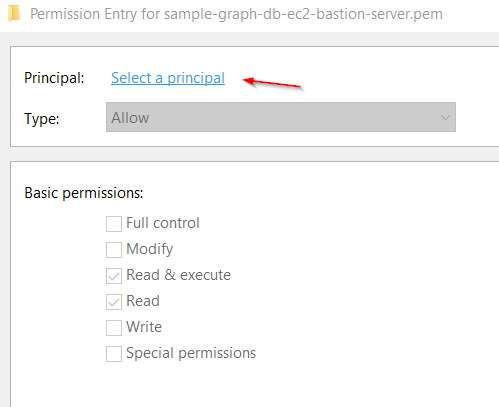 Permission Entry for sample-graph-db-ec2-bastion-server.pem
Principal: Select a principal
Type: Allow
Basic permissions:
Full control
Modify
Read & execute
Read
Write
Special permissions